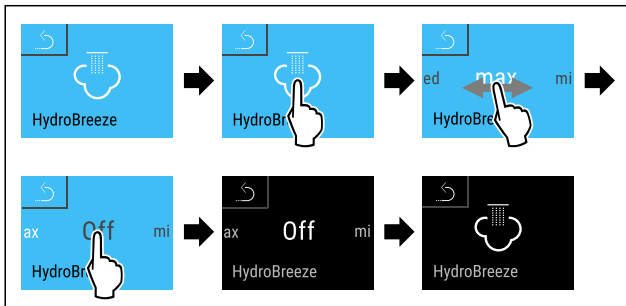 HydroBreeze
HydroBr
ed max mi
HydroBre
ax Off mi
HydroBr
ax Off mi
HydroBreeze
HydroBreeze